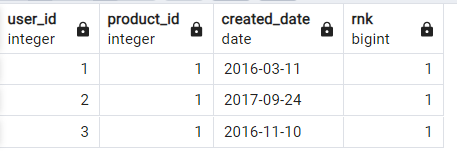 user_id product_id created_date rnk
integer integer date bigint
1 1 2016-03-11 1
2 1 2017-09-24 1
3 1 2016-11-10 1